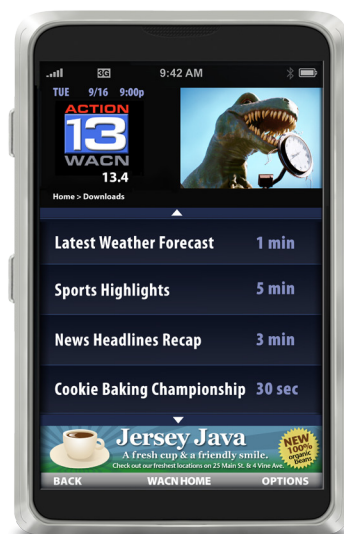 3G 9:42 AM
TUE 9/16 9:00p
ACTION
13
WACN
13.4
Home > Downloads
Latest Weather Forecast 1 min
Sports Highlights 5 min
News Headlines Recap 3 min
Cookie Baking Championship 30 sec
Jersey Java
A fresh cup & a friendly smile.
Check out our freshest locations on 25 Main St. & 4 Vine Ave.
NEW
100%
organic
beans
BACK WACN HOME OPTIONS